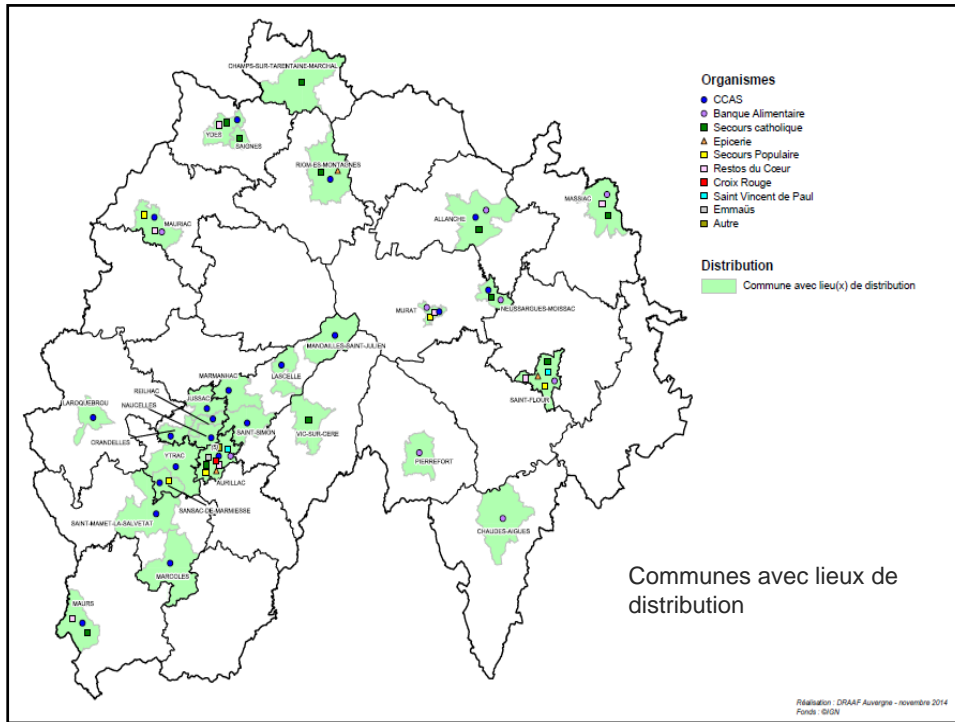 CHAMPS-SUR-TARENTAINE-MARCHAL
YDES
SAIGNES
RIOM-ES-MONTAGNES
MAURIAC
ALLANCHE
MASSIAC
MURAT
NEUSSARGUES-MOISSAC
MANDAILLES-SAINT-JULIEN
LASCELLE
MARMANHAC
REILHAC
JUSSAC
NAUCELLES
LAROQUEBROU
CRANDELLES
SAINT-SIMON
VIC-SUR-CERE
SAINT-FLOUR
PIERREFORT
YTRAC
(5)
AURILLAC
SANSAC-DE-MARMIESSE
SAINT-MAMET-LA-SALVETAT
CHAUDES-AIGUES
MARCOLES
MAURS
Organismes
CCAS
Banque Alimentaire
Secours catholique
Epicerie
Secours Populaire
Restos du Cœur
Croix Rouge
Saint Vincent de Paul
Emmaüs
Autre
Distribution
Commune avec lieu(x) de distribution
Communes avec lieux de
distribution
Réalisation : DRAAF Auvergne - novembre 2014
Fonds : ©IGN